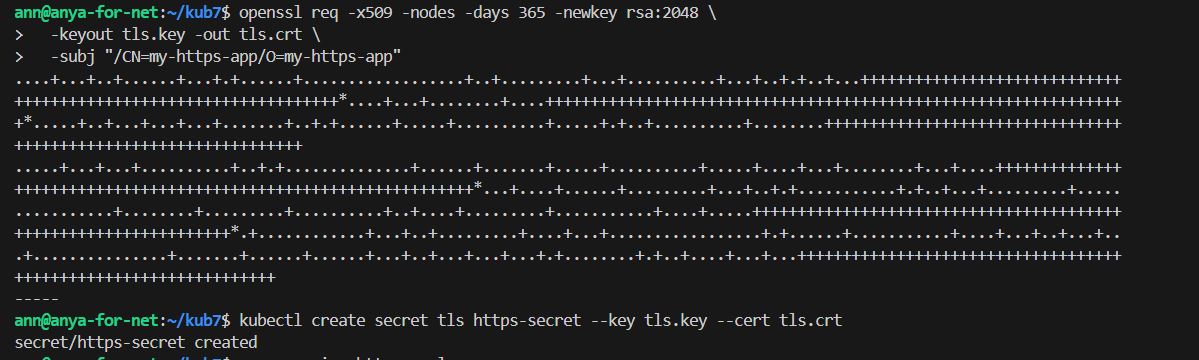 ann@anya-for-net:~/kub7$ openssl req -x509 -nodes -days 365 -newkey rsa:2048 \
>   -keyout tls.key -out tls.crt \
>   -subj "/CN=my-https-app/O=my-https-app"
-----
ann@anya-for-net:~/kub7$ kubectl create secret tls https-secret --key tls.key --cert tls.crt
secret/https-secret created